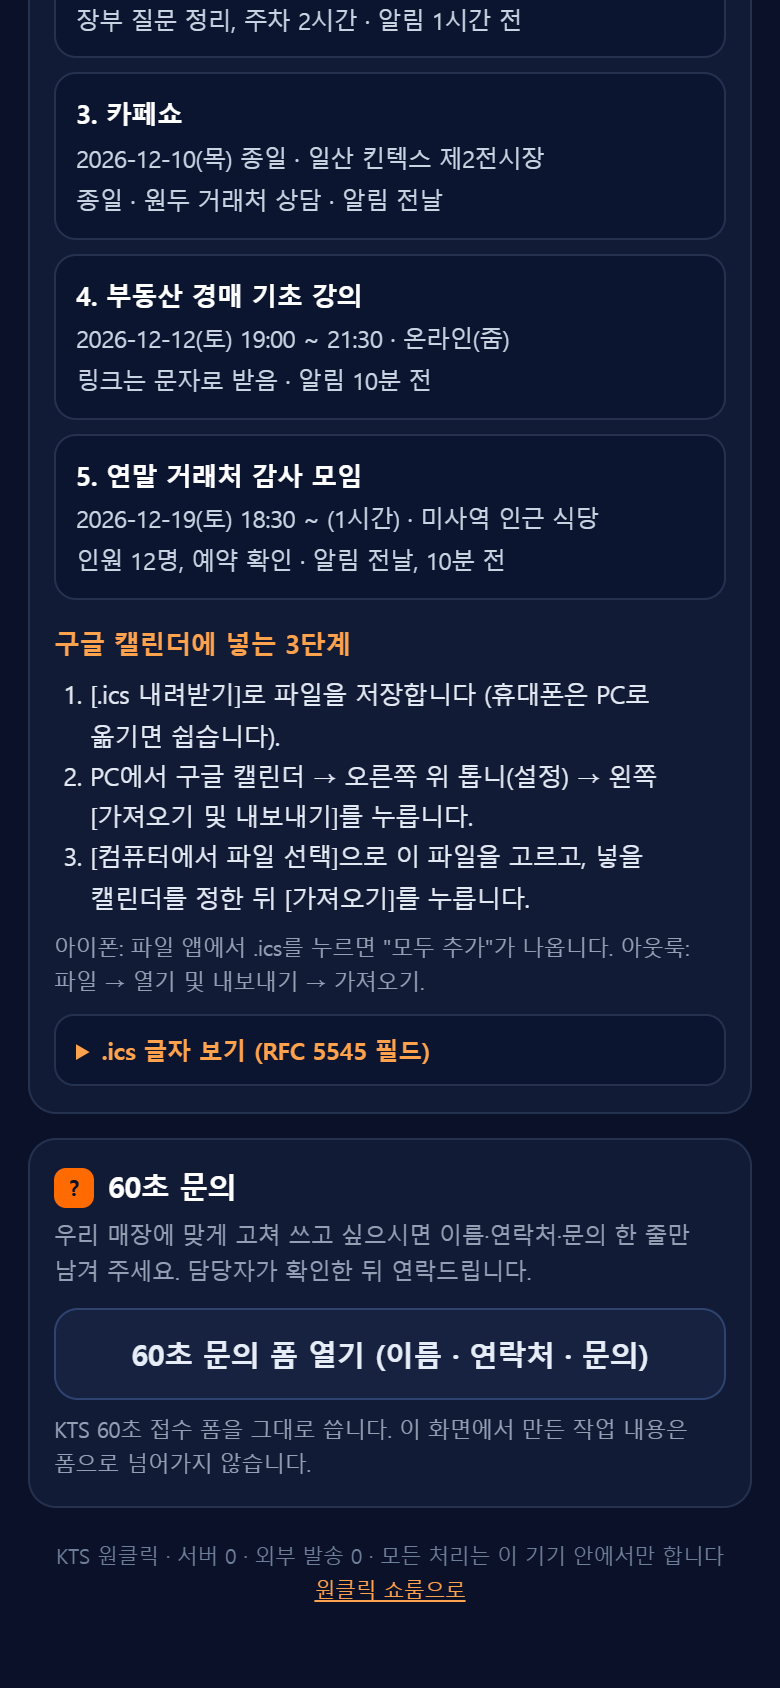 장부 질문 정리, 주차 2시간 · 알림 1시간 전
3. 카페쇼
2026-12-10(목) 종일 · 일산 킨텍스 제2전시장
종일 · 원두 거래처 상담 · 알림 전날
4. 부동산 경매 기초 강의
2026-12-12(토) 19:00 ~ 21:30 · 온라인(줌)
링크는 문자로 받음 · 알림 10분 전
5. 연말 거래처 감사 모임
2026-12-19(토) 18:30 ~ (1시간) · 미사역 인근 식당
인원 12명, 예약 확인 · 알림 전날, 10분 전
구글 캘린더에 넣는 3단계
1. [.ics 내려받기]로 파일을 저장합니다 (휴대폰은 PC로
옮기면 쉽습니다).
2. PC에서 구글 캘린더 → 오른쪽 위 톱니(설정) → 왼쪽
[가져오기 및 내보내기]를 누릅니다.
3. [컴퓨터에서 파일 선택]으로 이 파일을 고르고, 넣을
캘린더를 정한 뒤 [가져오기]를 누릅니다.
아이폰: 파일 앱에서 .ics를 누르면 "모두 추가"가 나옵니다. 아웃룩:
파일 → 열기 및 내보내기 → 가져오기.
▶ .ics 글자 보기 (RFC 5545 필드)
? 60초 문의
우리 매장에 맞게 고쳐 쓰고 싶으시면 이름·연락처·문의 한 줄만
남겨 주세요. 담당자가 확인한 뒤 연락드립니다.
60초 문의 폼 열기 (이름 · 연락처 · 문의)
KTS 60초 접수 폼을 그대로 씁니다. 이 화면에서 만든 작업 내용은
폼으로 넘어가지 않습니다.
KTS 원클릭 · 서버 0 · 외부 발송 0 · 모든 처리는 이 기기 안에서만 합니다
원클릭 쇼룸으로